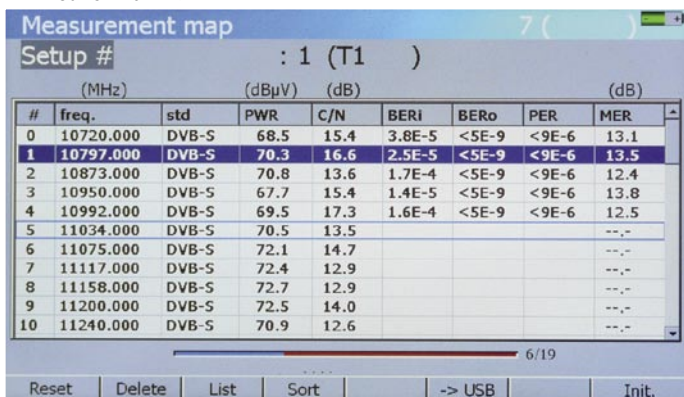 Measurement map 7 ( )
Setup # : 1 (T1 )
(MHz) (dBµV) (dB) (dB)
# freq. std PWR C/N BERi BERo PER MER
0 10720.000 DVB-S 68.5 15.4 3.8E-5 <5E-9 <9E-6 13.1
1 10797.000 DVB-S 70.3 16.6 2.5E-5 <5E-9 <9E-6 13.5
2 10873.000 DVB-S 70.8 13.6 1.7E-4 <5E-9 <9E-6 12.4
3 10950.000 DVB-S 67.7 15.4 1.4E-5 <5E-9 <9E-6 13.8
4 10992.000 DVB-S 69.5 17.3 1.6E-4 <5E-9 <9E-6 12.5
5 11034.000 DVB-S 70.5 13.5 --.-
6 11075.000 DVB-S 72.1 14.7 --.-
7 11117.000 DVB-S 72.4 12.9 --.-
8 11158.000 DVB-S 72.7 12.9 --.-
9 11200.000 DVB-S 72.5 14.0 --.-
10 11240.000 DVB-S 70.9 12.6 --.-
6/19
Reset Delete List Sort -> USB Init.